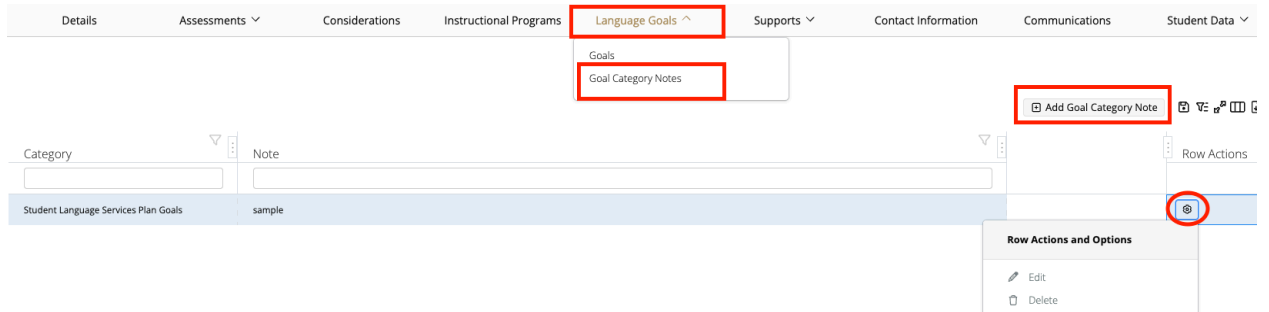 Details Assessments Considerations Instructional Programs Language Goals Supports Contact Information Communications Student Data
Goals
Goal Category Notes
Add Goal Category Note
Category Note Row Actions
Student Language Services Plan Goals sample
Row Actions and Options
Edit
Delete